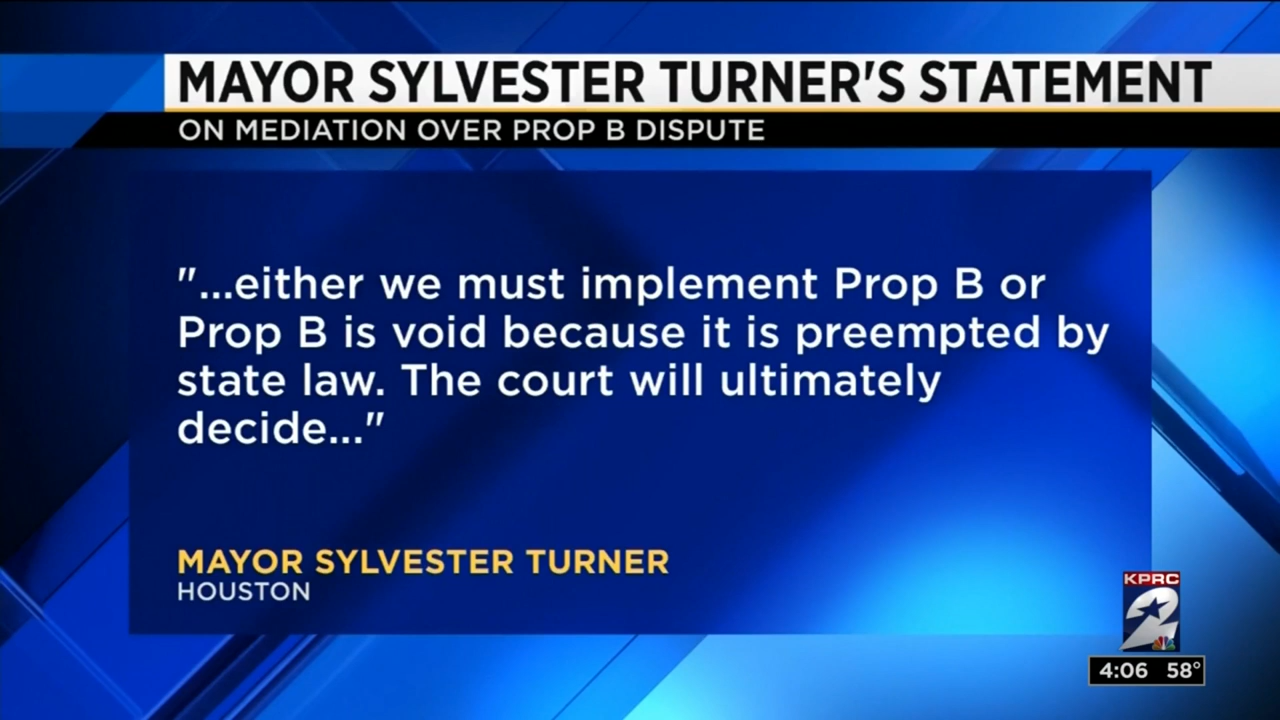 MAYOR SYLVESTER TURNER'S STATEMENT
ON MEDIATION OVER PROP B DISPUTE
"...either we must implement Prop B or
Prop B is void because it is preempted by
state law. The court will ultimately
decide..."
MAYOR SYLVESTER TURNER
HOUSTON
KPRC
2
4:06 58°